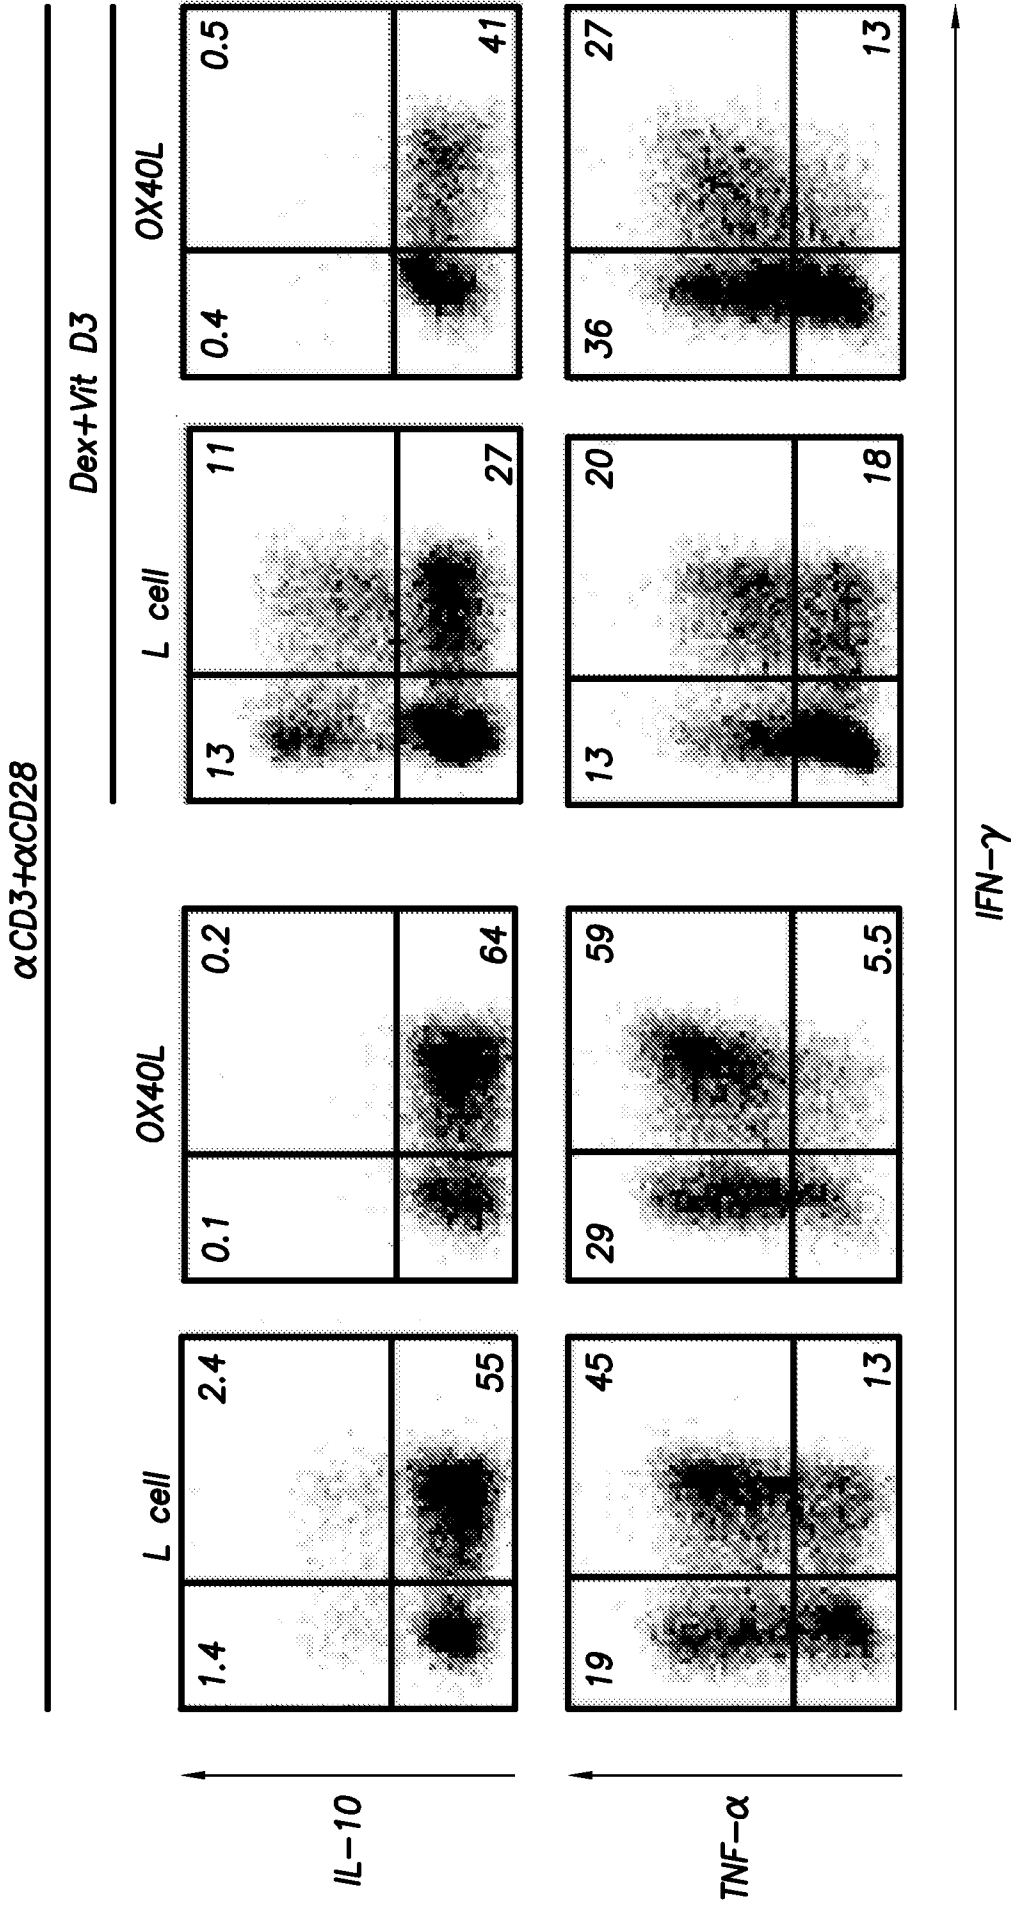 αCD3+αCD28
Dex+Vit D3
L cell
OX40L
L cell
OX40L
IL-10
1.4
2.4
55
0.1
0.2
64
13
11
27
0.4
0.5
41
TNF-α
19
45
13
29
59
5.5
13
20
18
36
27
13
IFN-γ